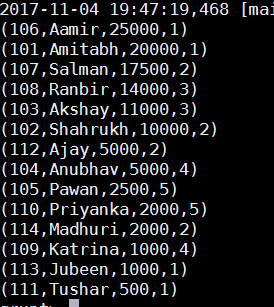 2017-11-04 19:47:19,468 [mai
(106,Aamir,25000,1)
(101,Amitabh,20000,1)
(107,Salman,17500,2)
(108,Ranbir,14000,3)
(103,Akshay,11000,3)
(102,Shahrukh,10000,2)
(112,Ajay,5000,2)
(104,Anubhav,5000,4)
(105,Pawan,2500,5)
(110,Priyanka,2000,5)
(114,Madhuri,2000,2)
(109,Katrina,1000,4)
(113,Jubeen,1000,1)
(111,Tushar,500,1)